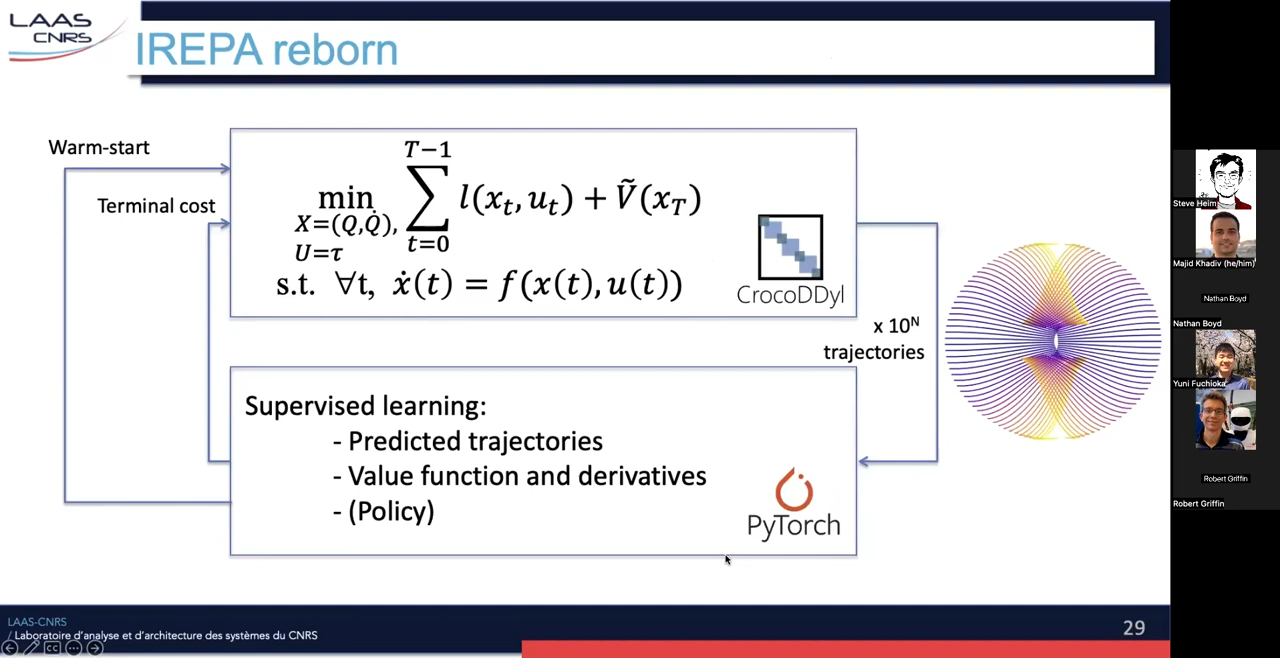 LAAS
CNRS
IREPA reborn
Warm-start
Terminal cost
min
X=(Q,Q̇),
U=τ
T−1
∑
t=0
l(x_t, u_t) + Ṽ(x_T)
s.t. ∀t, ẋ(t) = f(x(t), u(t))
CrocoDDyl
x 10^N
trajectories
Supervised learning:
- Predicted trajectories
- Value function and derivatives
- (Policy)
PyTorch
LAAS-CNRS
/ Laboratoire d'analyse et d'architecture des systèmes du CNRS
29
CC
Steve Heim
Majid Khadiv (he/him)
Nathan Boyd
Nathan Boyd
Yuni Fuchioka
Robert Griffin
Robert Griffin